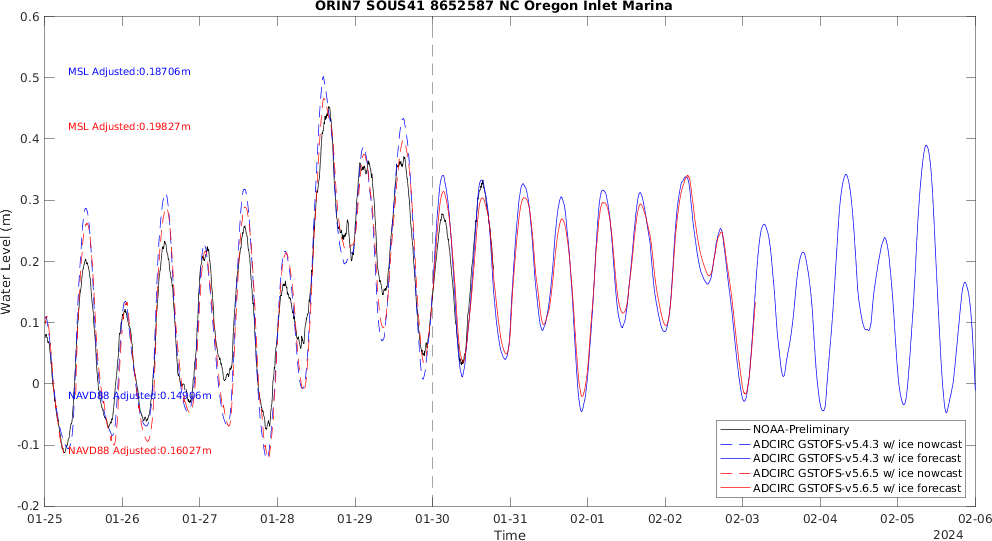 ORIN7 SOUS41 8652587 NC Oregon Inlet Marina
0.6
0.5
0.4
0.3
0.2
0.1
0
-0.1
-0.2
Water Level (m)
MSL Adjusted:0.18706m
MSL Adjusted:0.19827m
NAVD88 Adjusted:0.14906m
NAVD88 Adjusted:0.16027m
NOAA-Preliminary
ADCIRC GSTOFS-v5.4.3 w/ ice nowcast
ADCIRC GSTOFS-v5.4.3 w/ ice forecast
ADCIRC GSTOFS-v5.6.5 w/ ice nowcast
ADCIRC GSTOFS-v5.6.5 w/ ice forecast
01-25 01-26 01-27 01-28 01-29 01-30 01-31 02-01 02-02 02-03 02-04 02-05 02-06
Time
2024